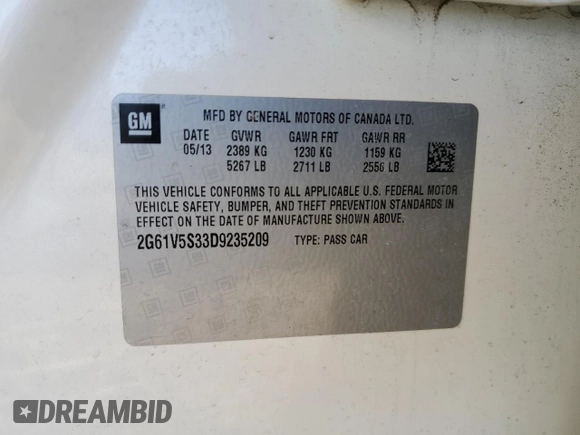 GM
MFD BY GENERAL MOTORS OF CANADA LTD.
DATE GVWR GAWR FRT GAWR RR
05/13 2389 KG 1230 KG 1159 KG
5267 LB 2711 LB 2556 LB
THIS VEHICLE CONFORMS TO ALL APPLICABLE U.S. FEDERAL MOTOR
VEHICLE SAFETY, BUMPER, AND THEFT PREVENTION STANDARDS IN
EFFECT ON THE DATE OF MANUFACTURE SHOWN ABOVE.
2G61V5S33D9235209 TYPE: PASS CAR
DREAMBID